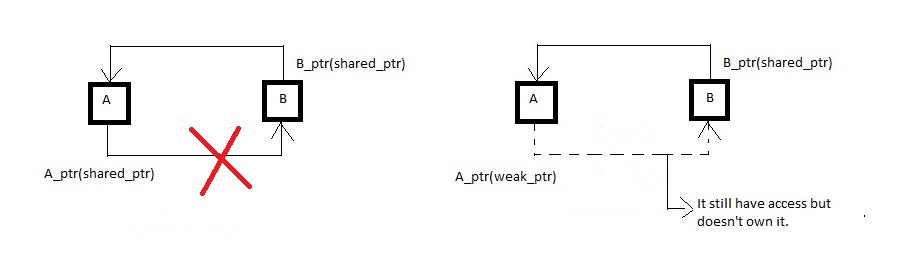 B_ptr(shared_ptr)
A
B
A_ptr(shared_ptr)
B_ptr(shared_ptr)
A
B
A_ptr(weak_ptr)
It still have access but
doesn't own it.